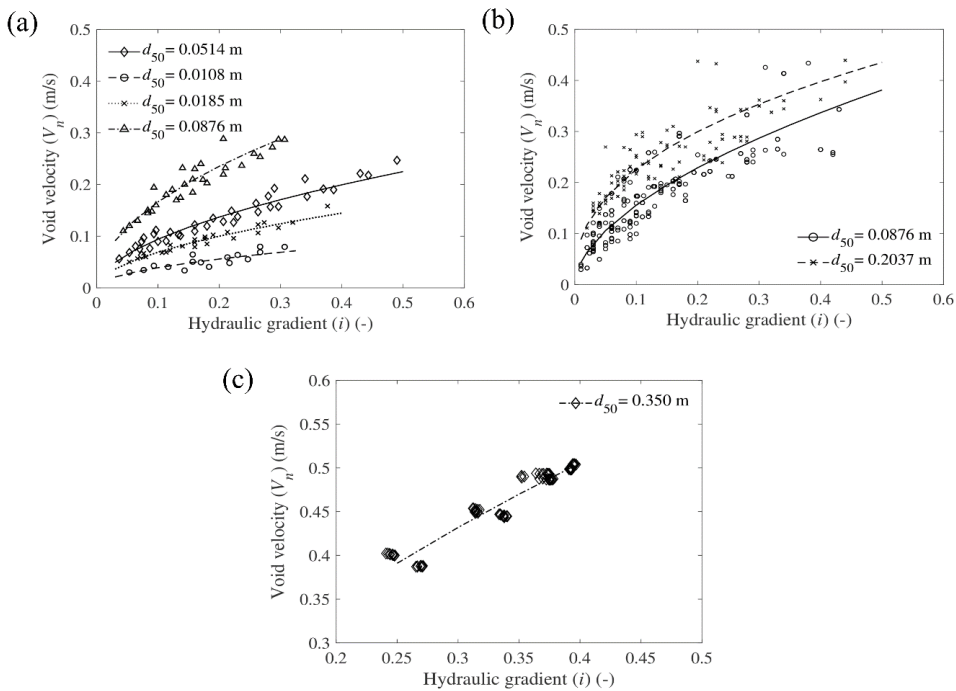 (a)
0.5
0.4
0.3
0.2
0.1
0
0
0.1
0.2
0.3
0.4
0.5
0.6
Void velocity (Vn) (m/s)
Hydraulic gradient (i) (-)
d50= 0.0514 m
d50= 0.0108 m
d50= 0.0185 m
d50= 0.0876 m
(b)
0.5
0.4
0.3
0.2
0.1
0
0
0.1
0.2
0.3
0.4
0.5
0.6
Void velocity (Vn) (m/s)
Hydraulic gradient (i) (-)
d50= 0.0876 m
d50= 0.2037 m
(c)
0.6
0.55
0.5
0.45
0.4
0.35
0.3
0.2
0.25
0.3
0.35
0.4
0.45
0.5
Void velocity (Vn) (m/s)
Hydraulic gradient (i) (-)
d50= 0.350 m